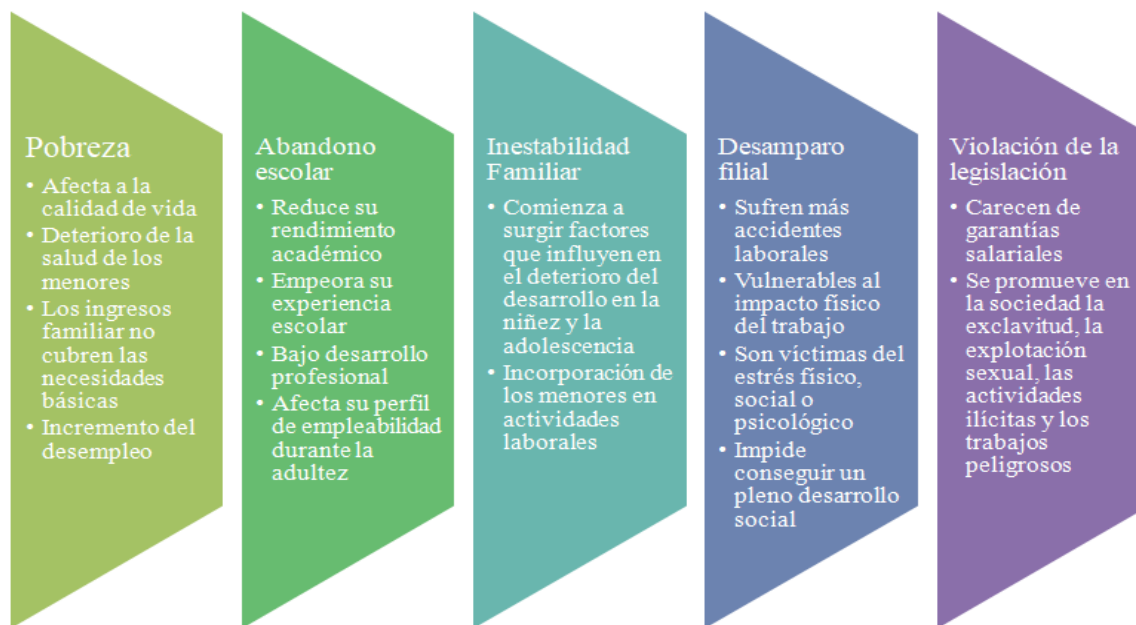 Pobreza
• Afecta a la
calidad de vida
• Deterioro de la
salud de los
menores
• Los ingresos
familiar no
cubren las
necesidades
básicas
• Incremento del
desempleo
Abandono
escolar
• Reduce su
rendimiento
académico
• Empeora su
experiencia
escolar
• Bajo desarrollo
profesional
• Afecta su perfil
de empleabilidad
durante la
adultez
Inestabilidad
Familiar
• Comienza a
surgir factores
que influyen en
el deterioro del
desarrollo en la
niñez y la
adolescencia
• Incorporación de
los menores en
actividades
laborales
Desamparo
filial
• Sufren más
accidentes
laborales
• Vulnerables al
impacto físico
del trabajo
• Son víctimas del
estrés físico,
social o
psicológico
• Impide
conseguir un
pleno desarrollo
social
Violación de la
legislación
• Carecen de
garantías
salariales
• Se promueve en
la sociedad la
exclavitud, la
explotación
sexual, las
actividades
ilícitas y los
trabajos
peligrosos